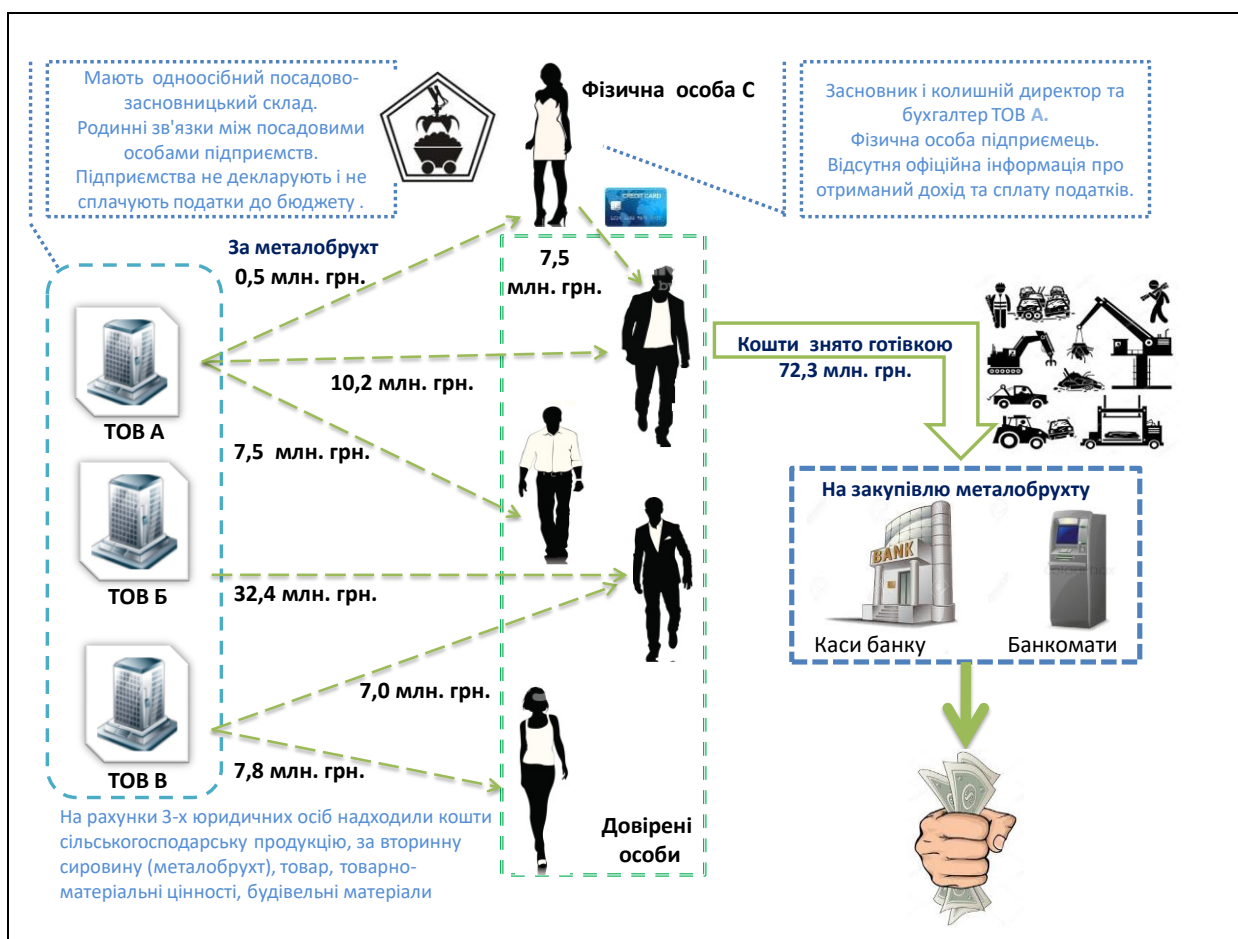 Мають одноосібний посадово-
засновницький склад.
Родинні зв'язки між посадовими
особами підприємств.
Підприємства не декларують і не
сплачують податки до бюджету .
Фізична особа С
Засновник і колишній директор та
бухгалтер ТОВ А.
Фізична особа підприємець.
Відсутня офіційна інформація про
отриманий дохід та сплату податків.
CREDIT CARD
За металобрухт
0,5 млн. грн.
7,5
млн. грн.
10,2 млн. грн.
7,5 млн. грн.
ТОВ А
Кошти знято готівкою
72,3 млн. грн.
На закупівлю металобрухту
BANK
Каси банку
Банкомати
ТОВ Б
32,4 млн. грн.
7,0 млн. грн.
ТОВ В
7,8 млн. грн.
Довірені
особи
На рахунки 3-х юридичних осіб надходили кошти
сільськогосподарську продукцію, за вторинну
сировину (металобрухт), товар, товарно-
матеріальні цінності, будівельні матеріали